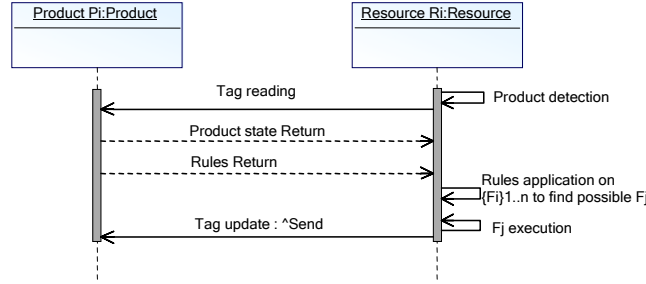 Product Pi:Product
Resource Ri:Resource
Tag reading
Product detection
Product state Return
Rules Return
Rules application on
{Fi}1..n to find possible Fj
Tag update : ^Send
Fj execution